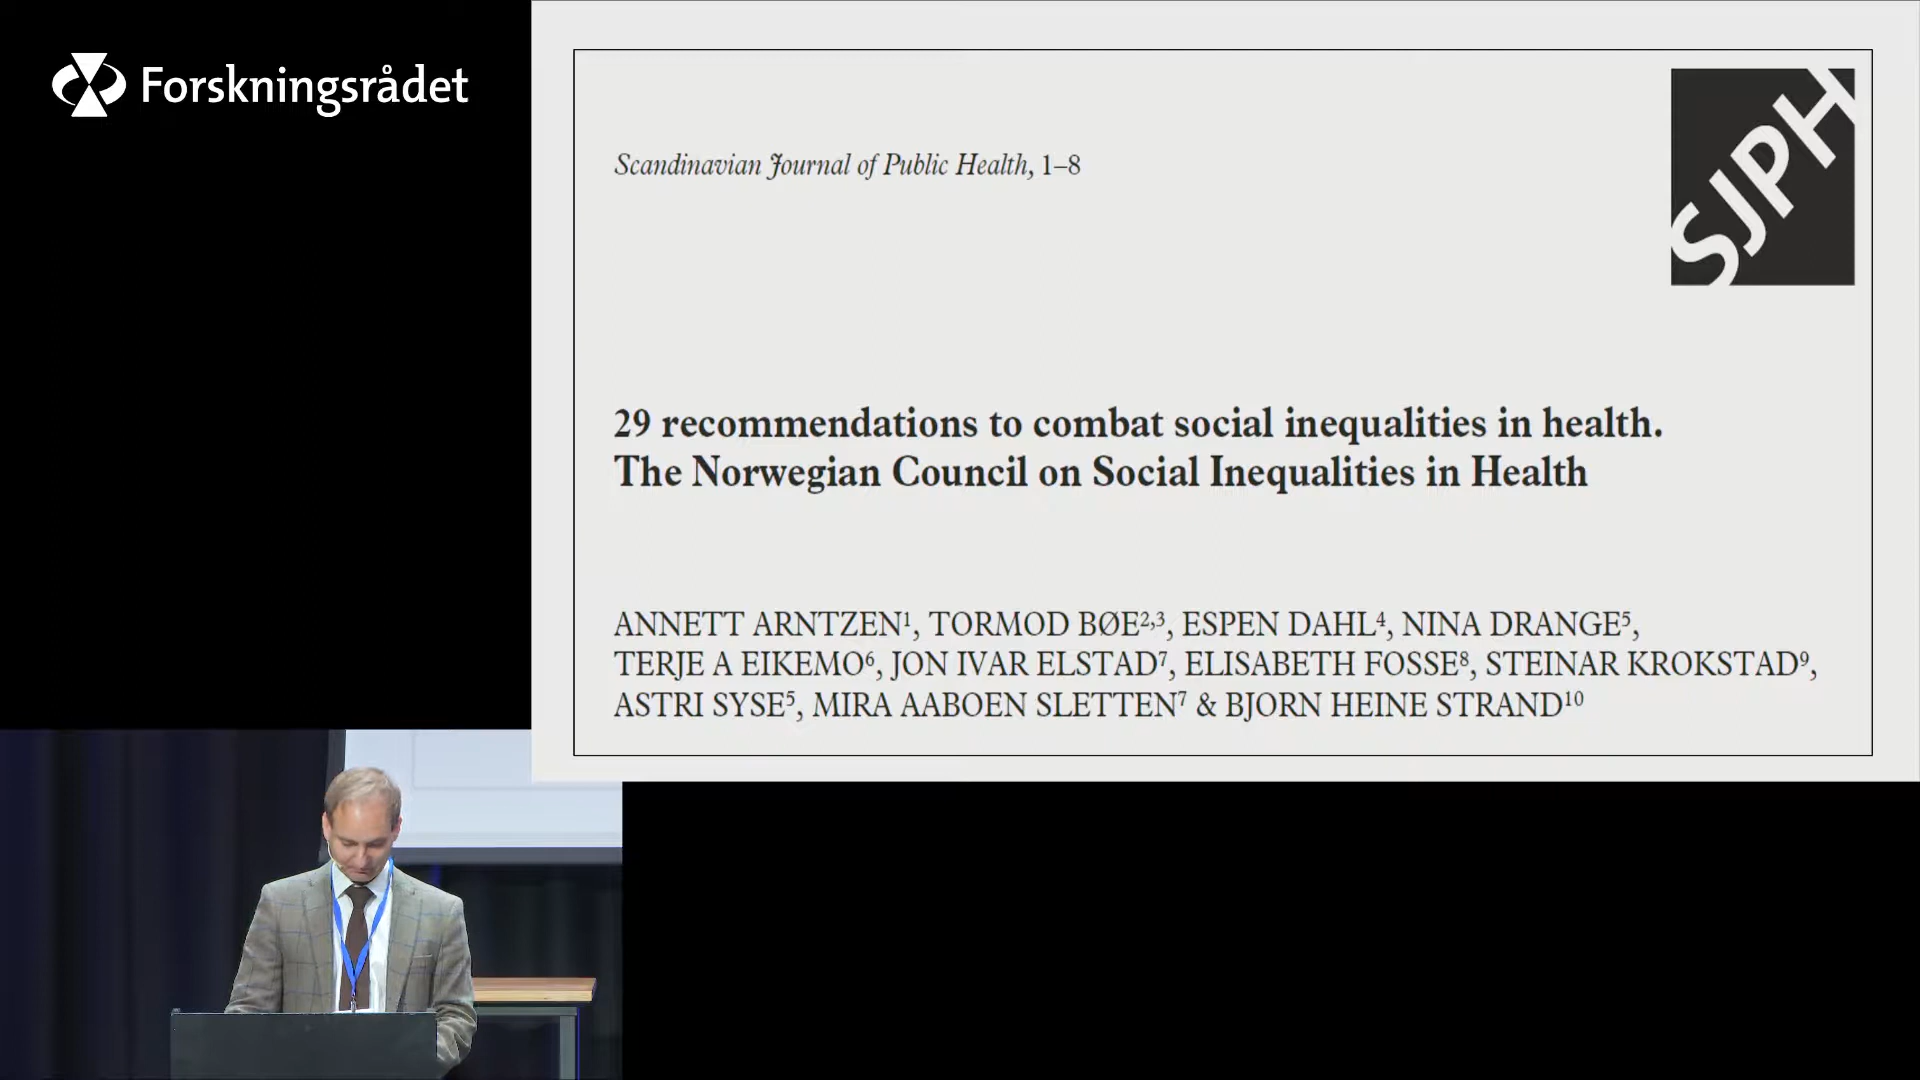 Forskningsrådet
SJPH
Scandinavian Journal of Public Health, 1–8
29 recommendations to combat social inequalities in health.
The Norwegian Council on Social Inequalities in Health
ANNETT ARNTZEN¹, TORMOD BØE²,³, ESPEN DAHL⁴, NINA DRANGE⁵,
TERJE A EIKEMO⁶, JON IVAR ELSTAD⁷, ELISABETH FOSSE⁸, STEINAR KROKSTAD⁹,
ASTRI SYSE⁵, MIRA AABOEN SLETTEN⁷ & BJORN HEINE STRAND¹⁰